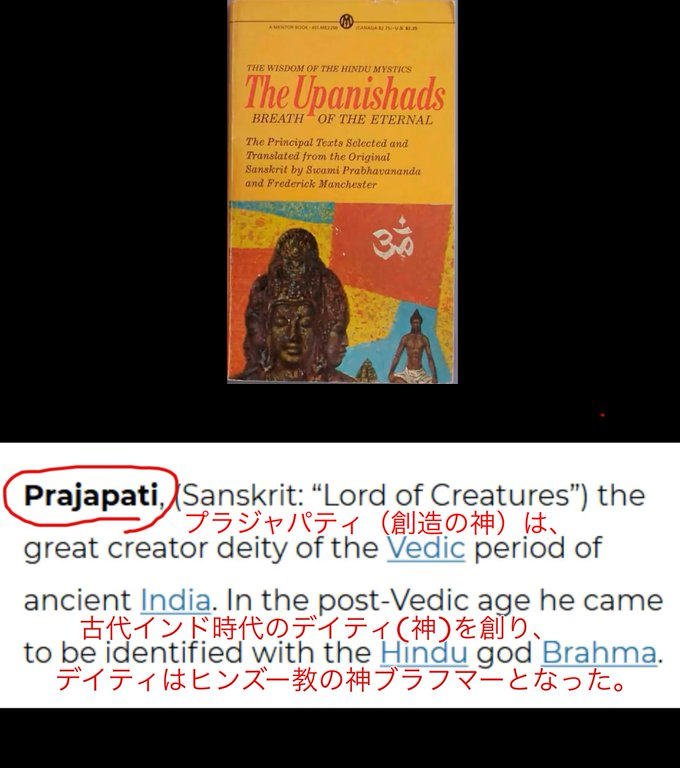 A MENTOR BOOK • 451-ME2298 • (CANADA $2.75) • U.S. $2.25
THE WISDOM OF THE HINDU MYSTICS
The Upanishads
BREATH OF THE ETERNAL
The Principal Texts Selected and
Translated from the Original
Sanskrit by Swami Prabhavananda
and Frederick Manchester
ॐ
Prajapati, (Sanskrit: “Lord of Creatures”) the
プラジャパティ（創造の神）は、
great creator deity of the Vedic period of
ancient India. In the post-Vedic age he came
古代インド時代のデイティ(神)を創り、
to be identified with the Hindu god Brahma.
デイティはヒンズー教の神ブラフマーとなった。